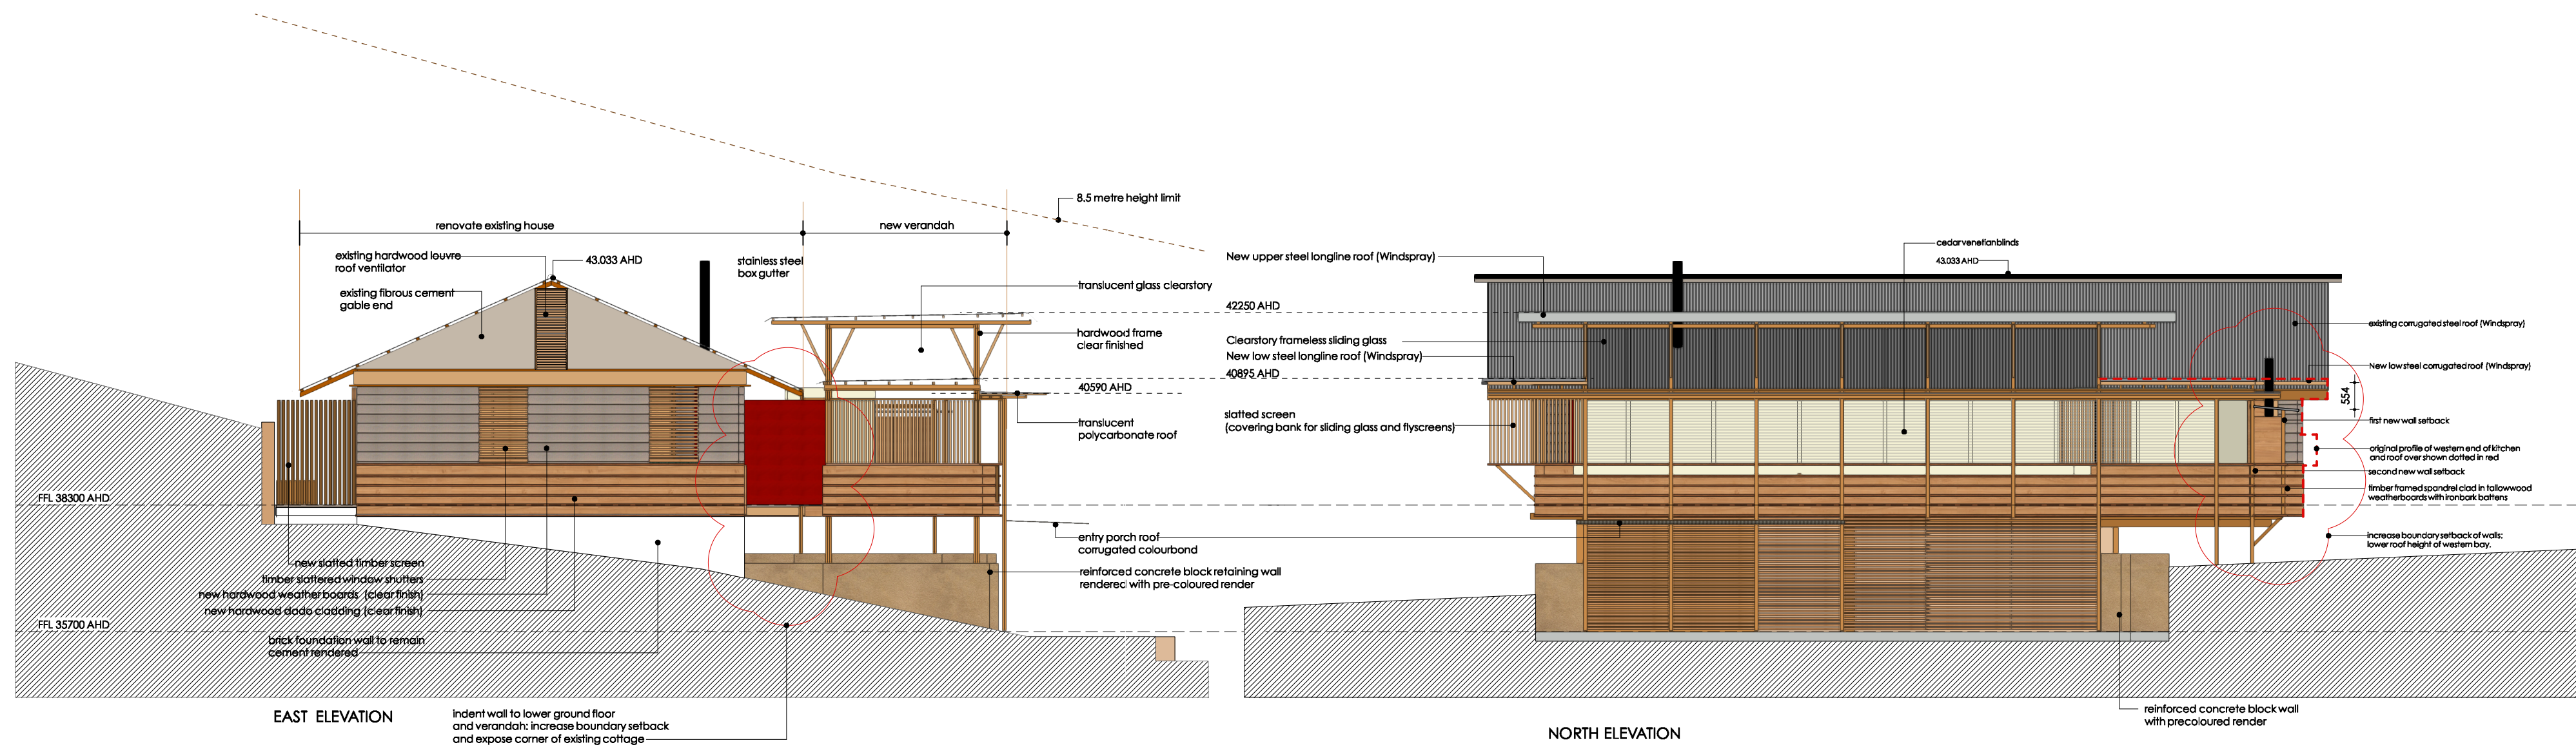 8.5 metre height limit
renovate existing house
new verandah
existing hardwood louvre
roof ventilator
43.033 AHD
stainless steel
box gutter
existing fibrous cement
gable end
translucent glass clearstory
42250 AHD
hardwood frame
clear finished
40895 AHD
40590 AHD
translucent
polycarbonate roof
FFL 38300 AHD
entry porch roof
corrugated colourbond
new slatted timber screen
timber slattered window shutters
new hardwood weatherboards (clear finish)
new hardwood dado cladding (clear finish)
reinforced concrete block retaining wall
rendered with pre-coloured render
FFL 35700 AHD
brick foundation wall to remain
cement rendered
EAST ELEVATION
indent wall to lower ground floor
and verandah: increase boundary setback
and expose corner of existing cottage
New upper steel longline roof (Windspray)
cedar venetian blinds
43.033 AHD
Clearstory frameless sliding glass
New low steel longline roof (Windspray)
slatted screen
(covering bank for sliding glass and flyscreens)
existing corrugated steel roof (Windspray)
New low steel corrugated roof (Windspray)
554
first new wall setback
original profile of western end of kitchen
and roof over shown dotted in red
second new wall setback
timber framed spandrel clad in tallowwood
weatherboards with ironbark battens
increase boundary setback of walls:
lower roof height of western bay.
reinforced concrete block wall
with precoloured render
NORTH ELEVATION